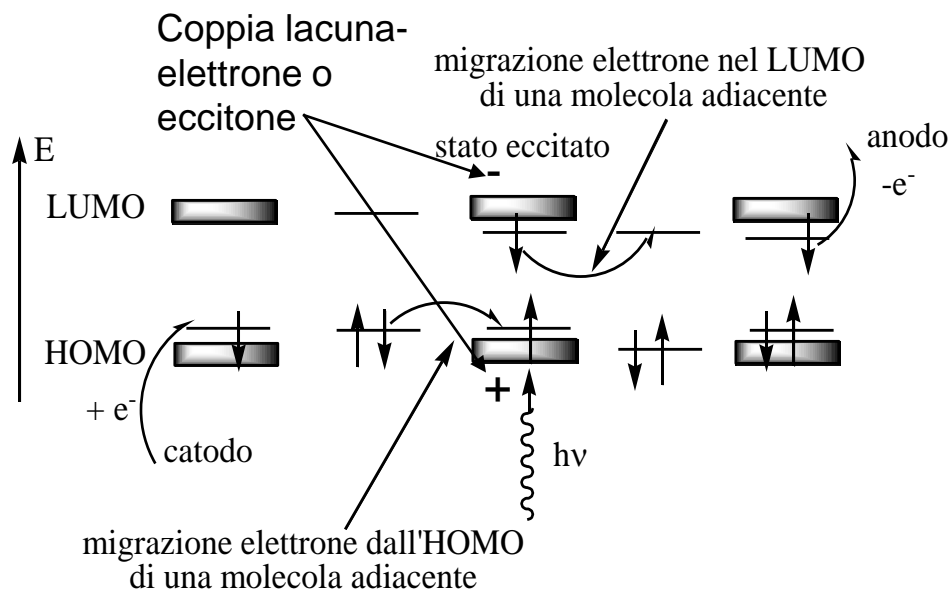 Coppia lacuna-
elettrone o
eccitone
migrazione elettrone nel LUMO
di una molecola adiacente
E
stato eccitato
anodo
-e⁻
-
LUMO
HOMO
+
+ e⁻
catodo
hν
migrazione elettrone dall'HOMO
di una molecola adiacente